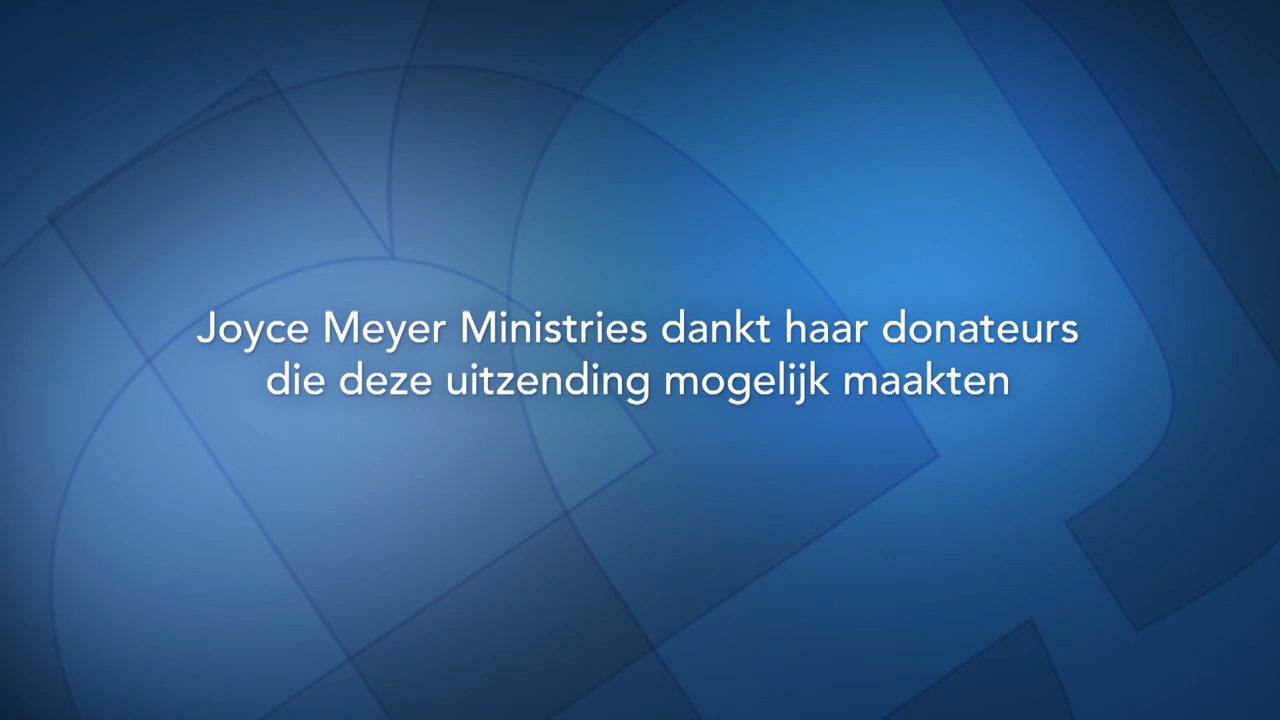 Joyce Meyer Ministries dankt haar donateurs
die deze uitzending mogelijk maakten